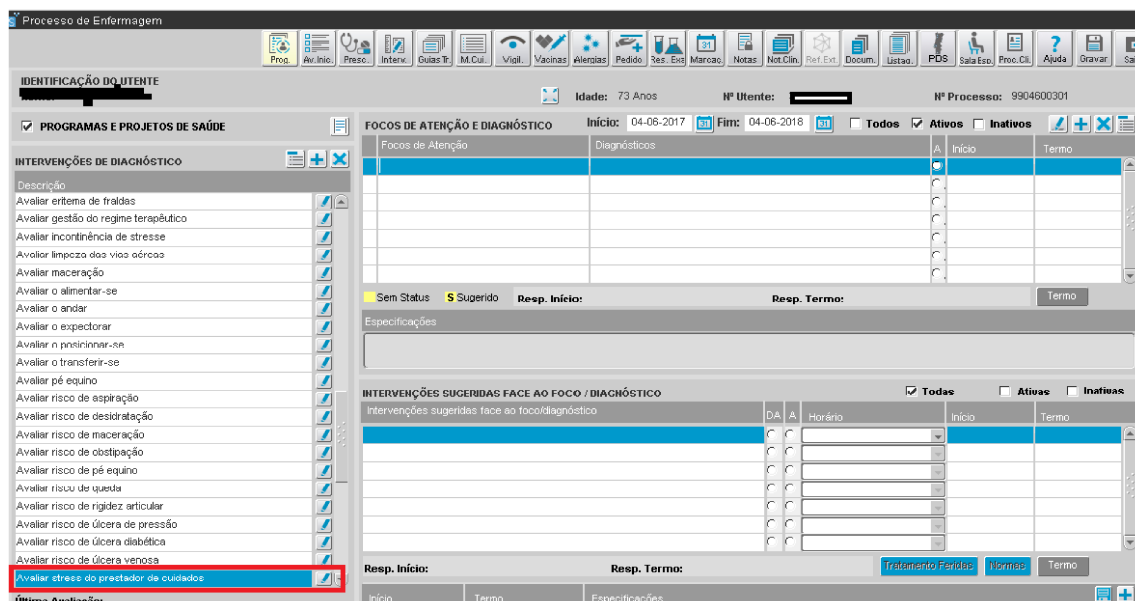 Processo de Enfermagem
Prog. Av.Inic. Presc. Interv. Guias Tr. M.Cui. Vigil. Vacinas Alergias Pedido Res. Exa Marcaç. Notas Not.Clin. Ref.Ext. Docum. Listag. PDS Sala Esp. Proc.Cli. Ajuda Gravar Sai
IDENTIFICAÇÃO DO UTENTE
Idade: 73 Anos Nº Utente: Nº Processo: 9904600301
PROGRAMAS E PROJETOS DE SAÚDE
FOCOS DE ATENÇÃO E DIAGNÓSTICO Início: 04-06-2017 31 Fim: 04-06-2018 31 Todos Ativos Inativos
Focos de Atenção Diagnósticos A Início Termo
INTERVENÇÕES DE DIAGNÓSTICO
Descrição
Avaliar eritema de fraldas
Avaliar gestão do regime terapêutico
Avaliar incontinência de stresse
Avaliar limpeza das vias aéreas
Avaliar maceração
Avaliar o alimentar-se
Avaliar o andar
Avaliar o expectorar
Avaliar o posicionar-se
Avaliar o transferir-se
Avaliar pé equino
Avaliar risco de aspiração
Avaliar risco de desidratação
Avaliar risco de maceração
Avaliar risco de obstipação
Avaliar risco de pé equino
Avaliar risco de queda
Avaliar risco de rigidez articular
Avaliar risco de úlcera de pressão
Avaliar risco de úlcera diabética
Avaliar risco de úlcera venosa
Avaliar stress do prestador de cuidados
Última Avaliação:
Sem Status S Sugerido Resp. Início: Resp. Termo: Termo
Especificações
INTERVENÇÕES SUGERIDAS FACE AO FOCO / DIAGNÓSTICO Todas Ativas Inativas
Intervenções sugeridas face ao foco/diagnóstico DA A Horário Início Termo
Resp. Início: Resp. Termo: Tratamento Feridas Normas Termo
Início Termo Especificações